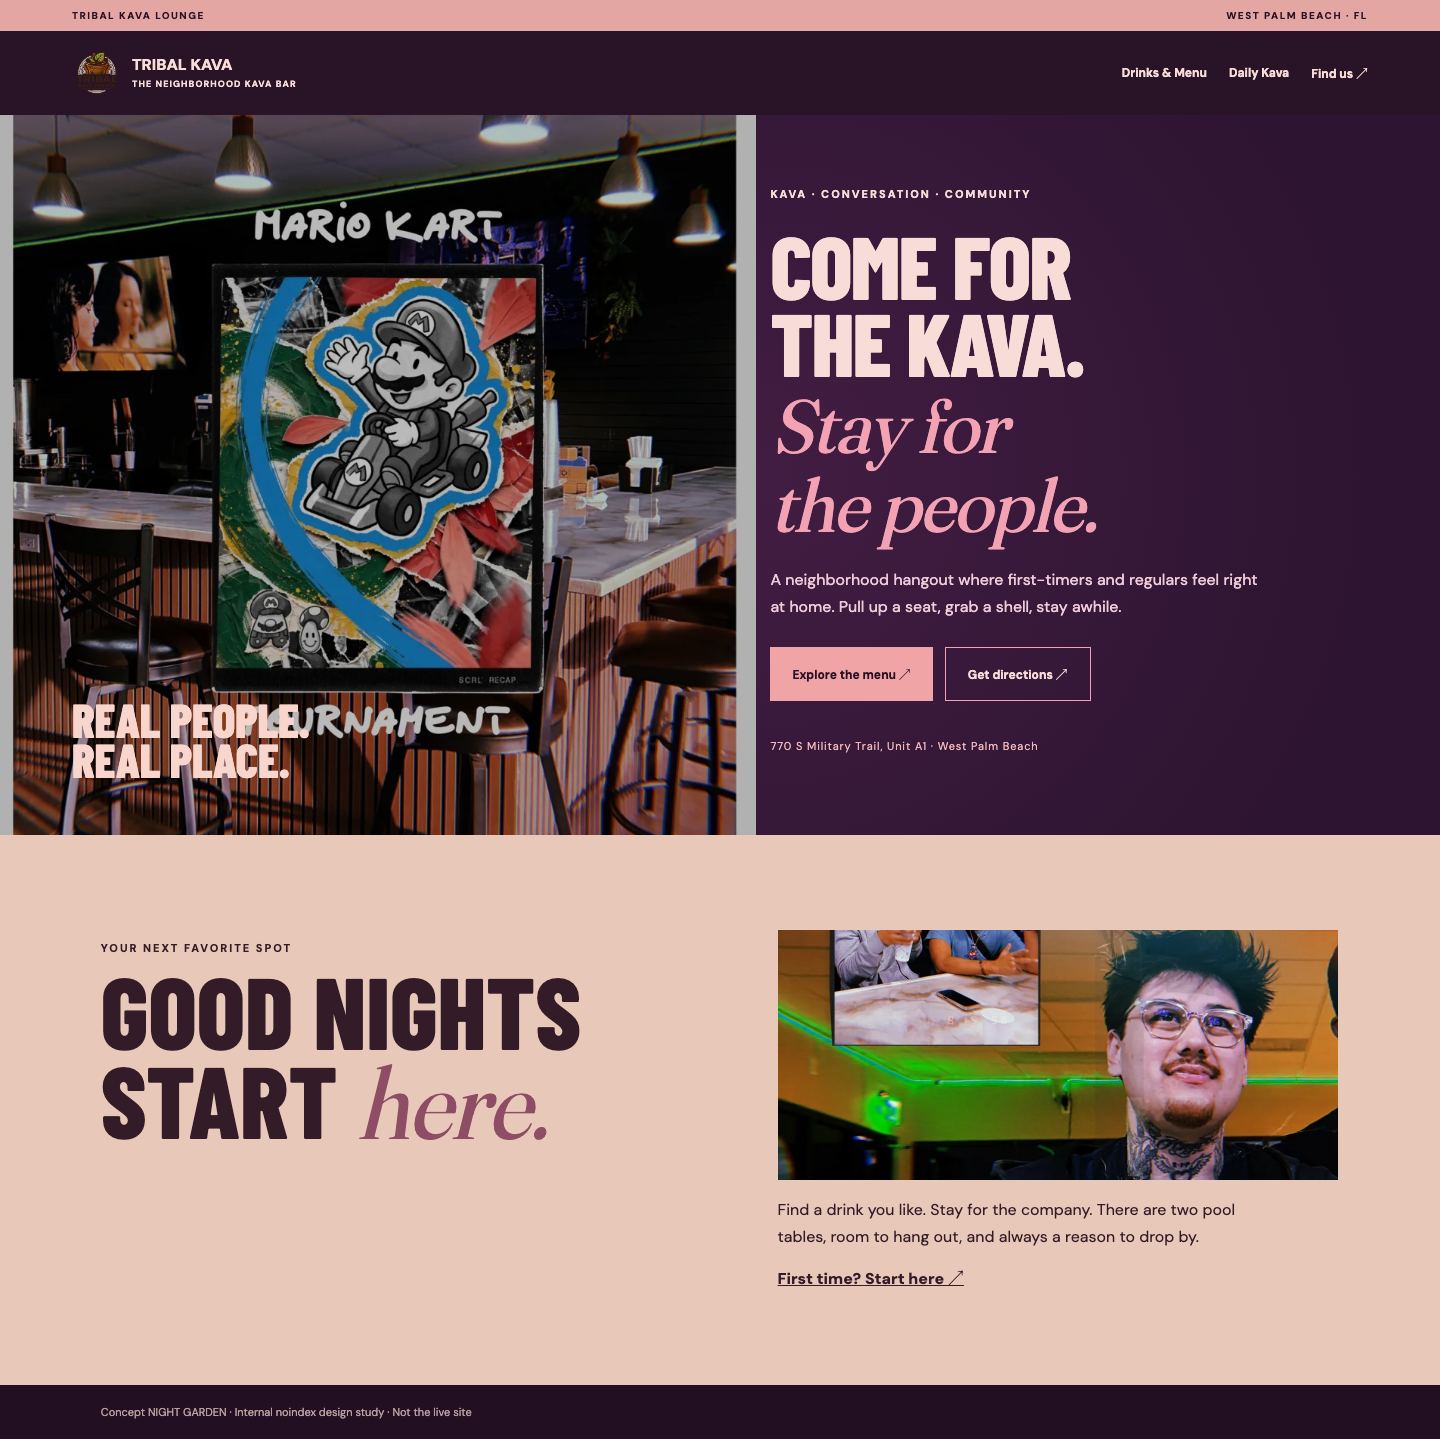 TRIBAL KAVA LOUNGE
WEST PALM BEACH · FL
TRIBAL KAVA
THE NEIGHBORHOOD KAVA BAR
Drinks & Menu
Daily Kava
Find us ↗
MARIO KART
M
M
SCRL RECAP
TOURNAMENT
REAL PEOPLE.
REAL PLACE.
KAVA · CONVERSATION · COMMUNITY
COME FOR
THE KAVA.
Stay for
the people.
A neighborhood hangout where first-timers and regulars feel right
at home. Pull up a seat, grab a shell, stay awhile.
Explore the menu ↗
Get directions ↗
770 S Military Trail, Unit A1 · West Palm Beach
YOUR NEXT FAVORITE SPOT
GOOD NIGHTS
START here.
Find a drink you like. Stay for the company. There are two pool
tables, room to hang out, and always a reason to drop by.
First time? Start here ↗
Concept NIGHT GARDEN · Internal noindex design study · Not the live site